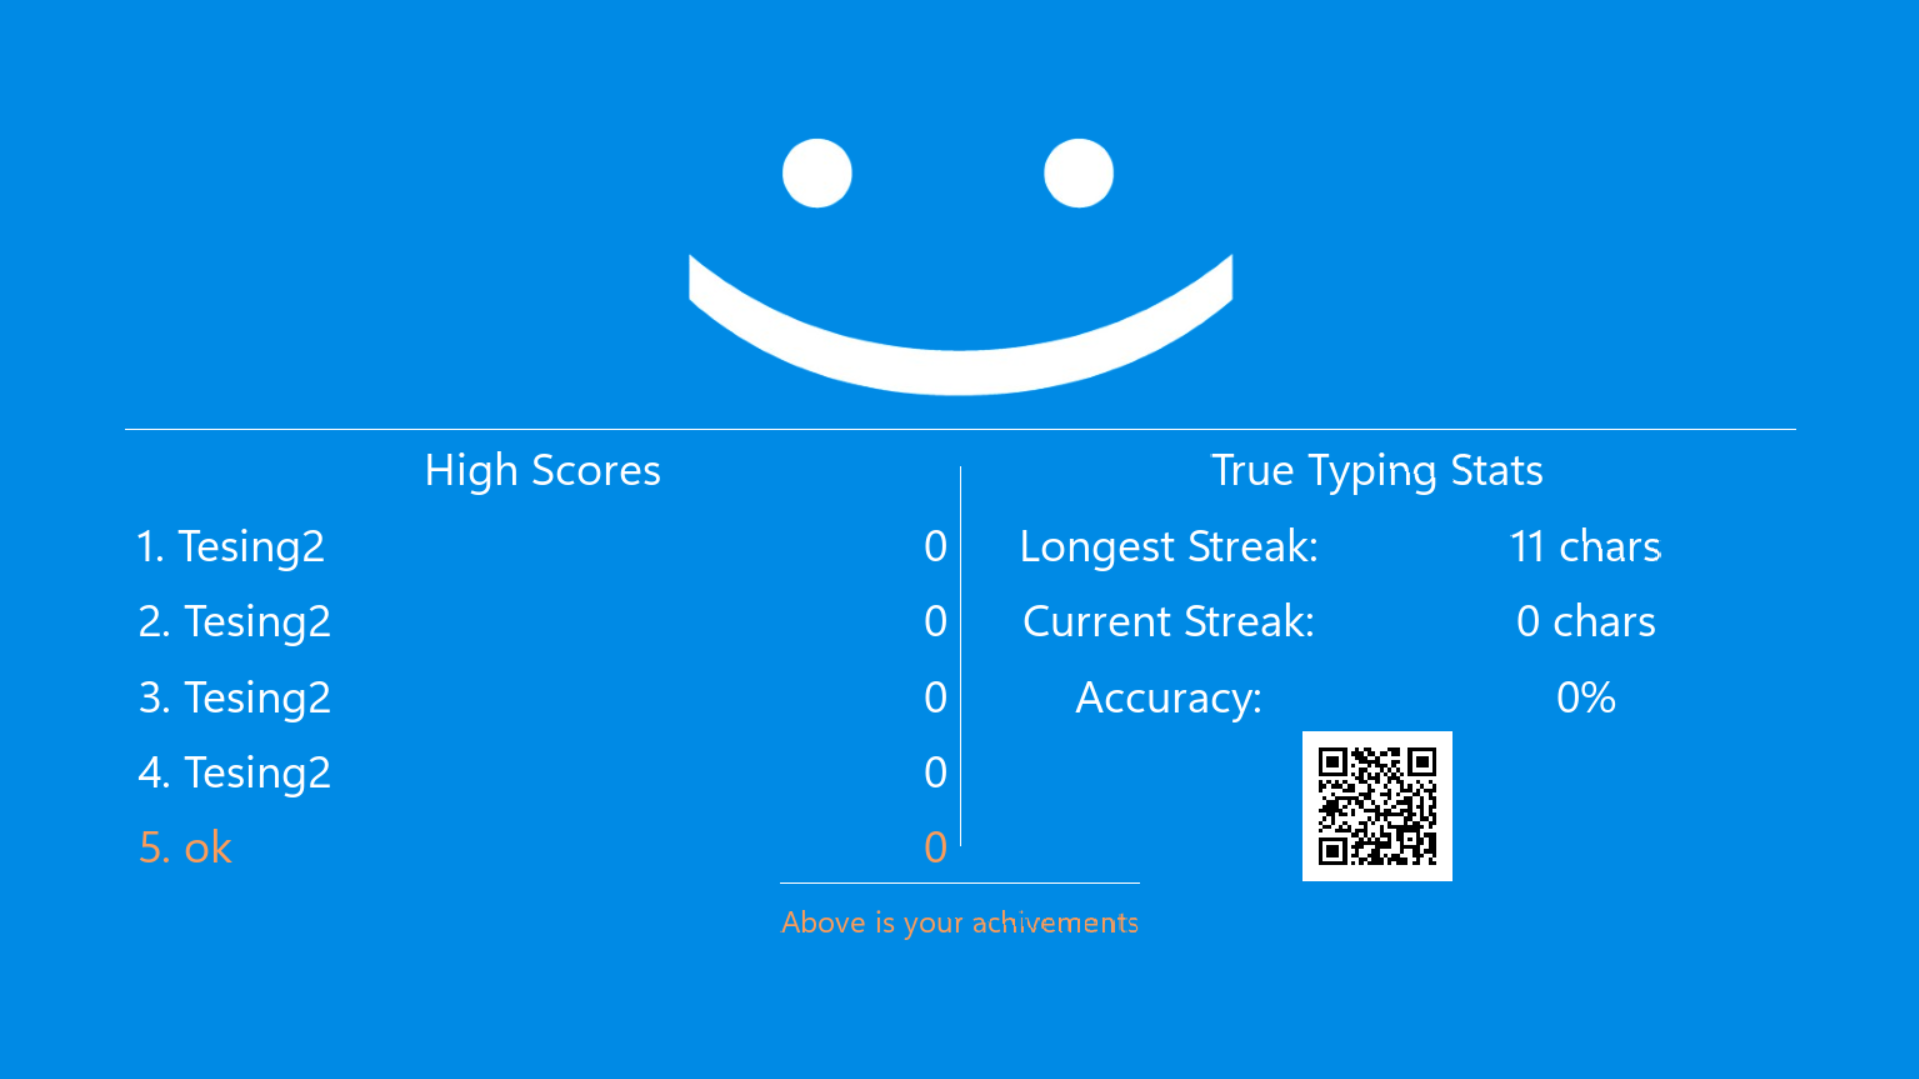 High Scores
1. Tesing2 0
2. Tesing2 0
3. Tesing2 0
4. Tesing2 0
5. ok 0
True Typing Stats
Longest Streak: 11 chars
Current Streak: 0 chars
Accuracy: 0%
Above is your achivements